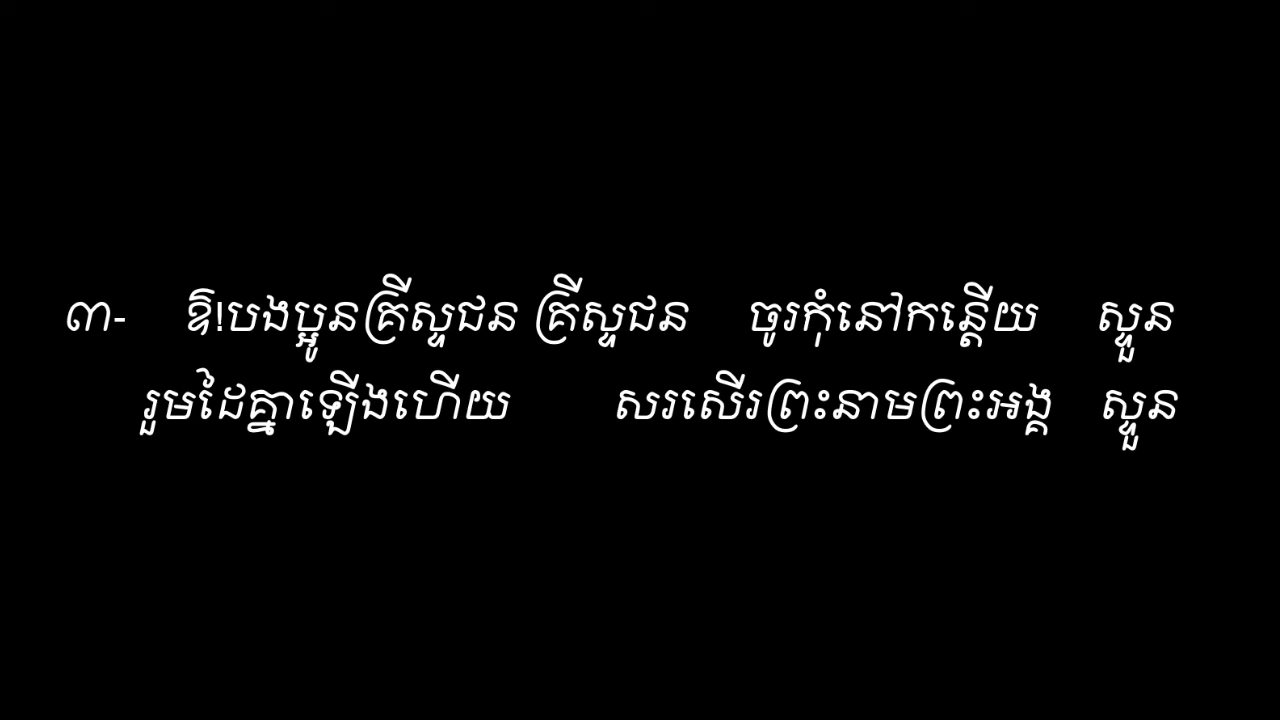 ៣- ឱ!បងប្អូនគ្រីស្ទជន គ្រីស្ទជន ចូរកុំនៅកន្តើយ ស្ទួន
រួមដៃគ្នាឡើងហើយ សរសើរព្រះនាមព្រះអង្គ ស្ទួន